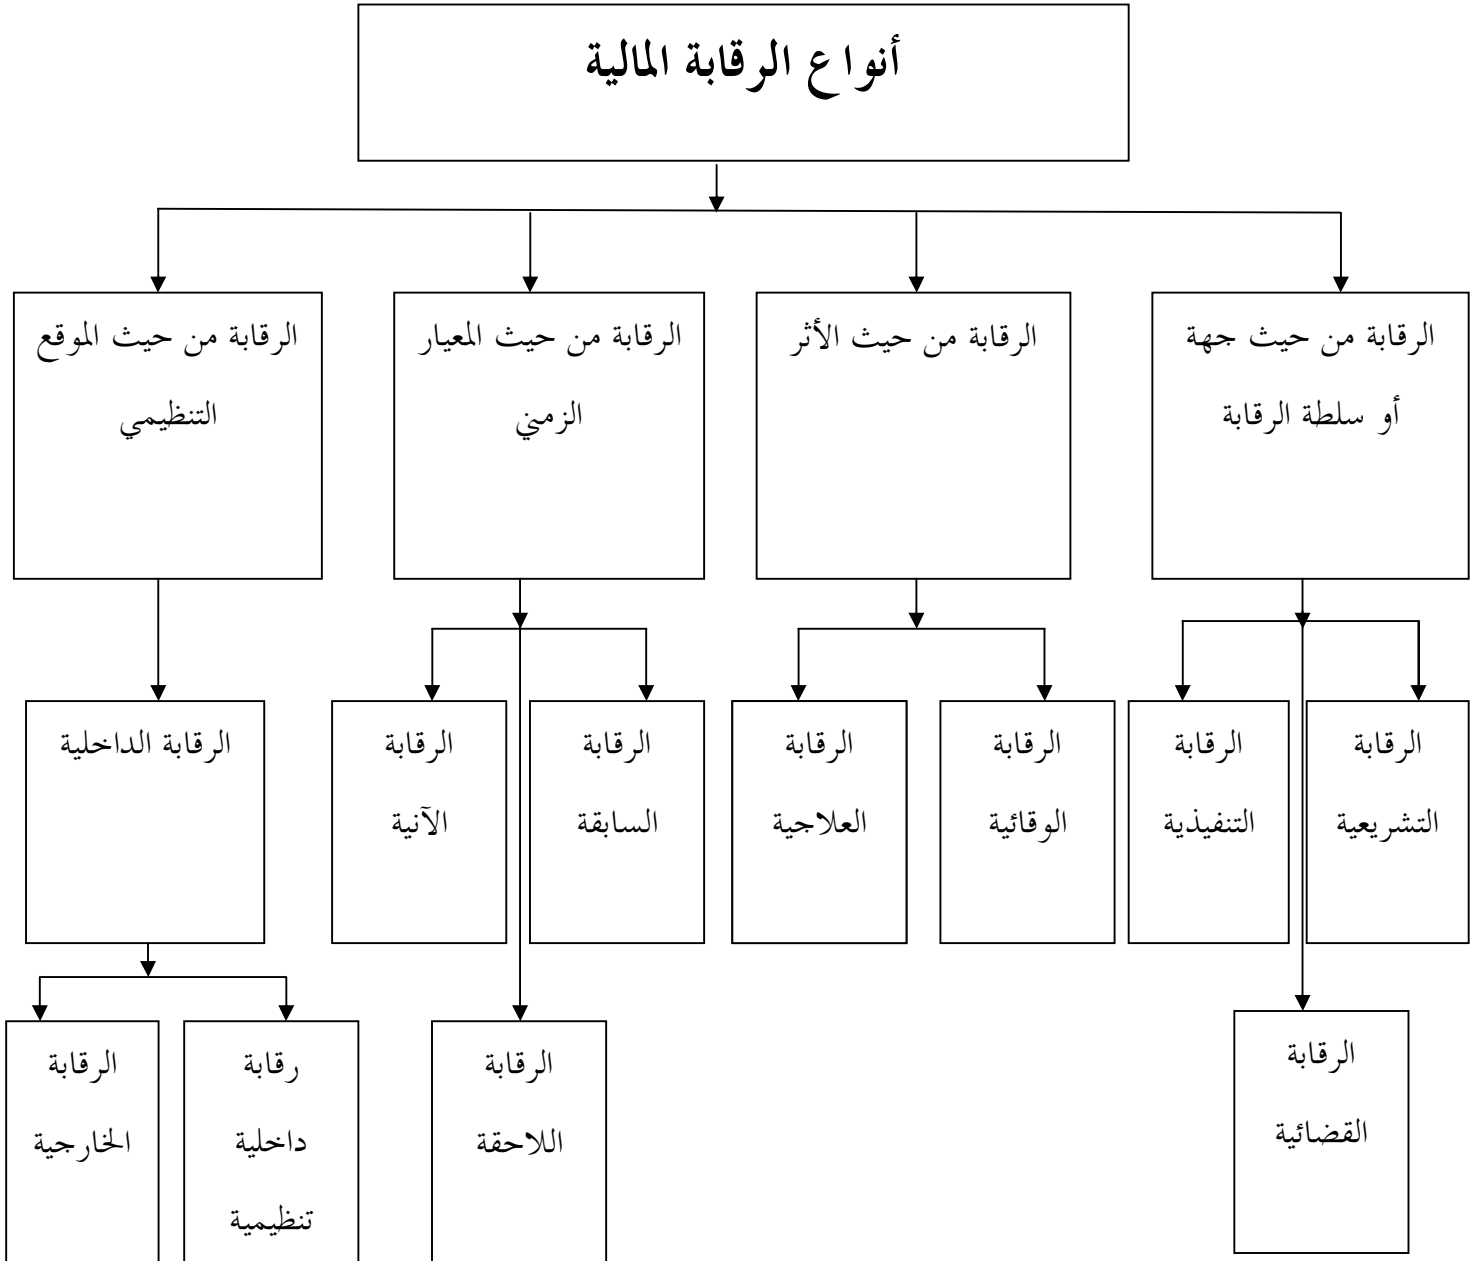 أنواع الرقابة المالية
الرقابة من حيث جهة
أو سلطة الرقابة
الرقابة من حيث الأثر
الرقابة من حيث المعيار
الزمني
الرقابة من حيث الموقع
التنظيمي
الرقابة
التشريعية
الرقابة
التنفيذية
الرقابة
الوقائية
الرقابة
العلاجية
الرقابة
السابقة
الرقابة
الآنية
الرقابة الداخلية
الرقابة
القضائية
الرقابة
اللاحقة
رقابة
داخلية
تنظيمية
الرقابة
الخارجية